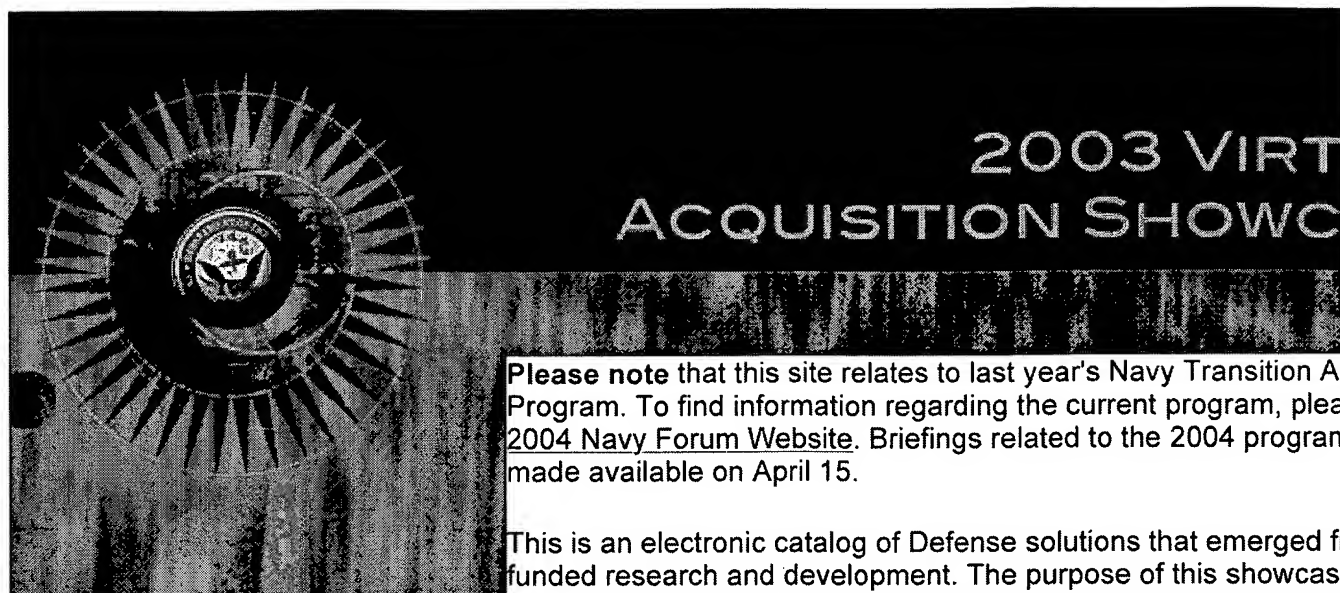 2003 VIRT
ACQUISITION SHOWC
Please note that this site relates to last year's Navy Transition A
Program. To find information regarding the current program, plea
2004 Navy Forum Website. Briefings related to the 2004 program
made available on April 15.
This is an electronic catalog of Defense solutions that emerged f
funded research and development. The purpose of this showcas